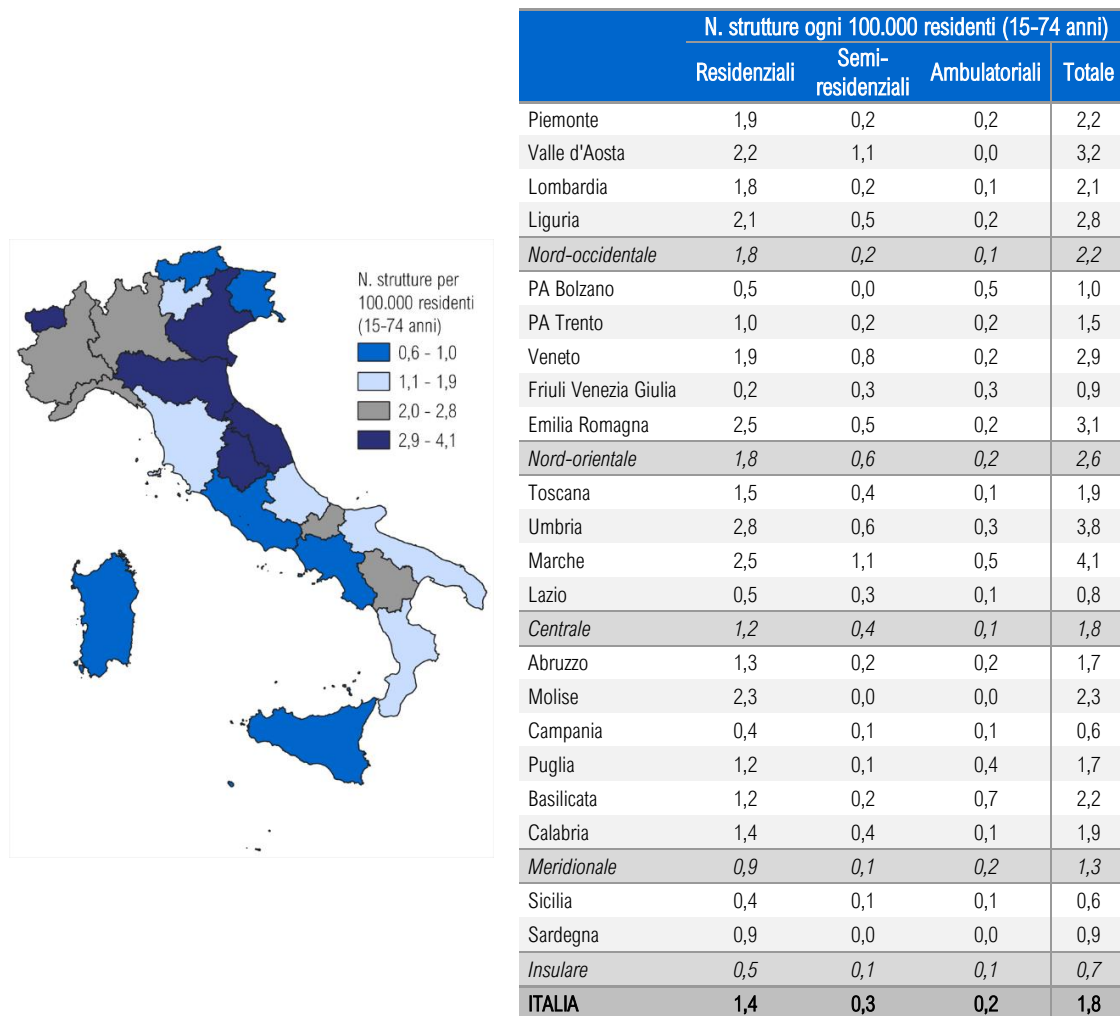 N. strutture per
100.000 residenti
(15-74 anni)
0,6 - 1,0
1,1 - 1,9
2,0 - 2,8
2,9 - 4,1
N. strutture ogni 100.000 residenti (15-74 anni)
Residenziali Semi-residenziali Ambulatoriali Totale
Piemonte 1,9 0,2 0,2 2,2
Valle d'Aosta 2,2 1,1 0,0 3,2
Lombardia 1,8 0,2 0,1 2,1
Liguria 2,1 0,5 0,2 2,8
Nord-occidentale 1,8 0,2 0,1 2,2
PA Bolzano 0,5 0,0 0,5 1,0
PA Trento 1,0 0,2 0,2 1,5
Veneto 1,9 0,8 0,2 2,9
Friuli Venezia Giulia 0,2 0,3 0,3 0,9
Emilia Romagna 2,5 0,5 0,2 3,1
Nord-orientale 1,8 0,6 0,2 2,6
Toscana 1,5 0,4 0,1 1,9
Umbria 2,8 0,6 0,3 3,8
Marche 2,5 1,1 0,5 4,1
Lazio 0,5 0,3 0,1 0,8
Centrale 1,2 0,4 0,1 1,8
Abruzzo 1,3 0,2 0,2 1,7
Molise 2,3 0,0 0,0 2,3
Campania 0,4 0,1 0,1 0,6
Puglia 1,2 0,1 0,4 1,7
Basilicata 1,2 0,2 0,7 2,2
Calabria 1,4 0,4 0,1 1,9
Meridionale 0,9 0,1 0,2 1,3
Sicilia 0,4 0,1 0,1 0,6
Sardegna 0,9 0,0 0,0 0,9
Insulare 0,5 0,1 0,1 0,7
ITALIA 1,4 0,3 0,2 1,8